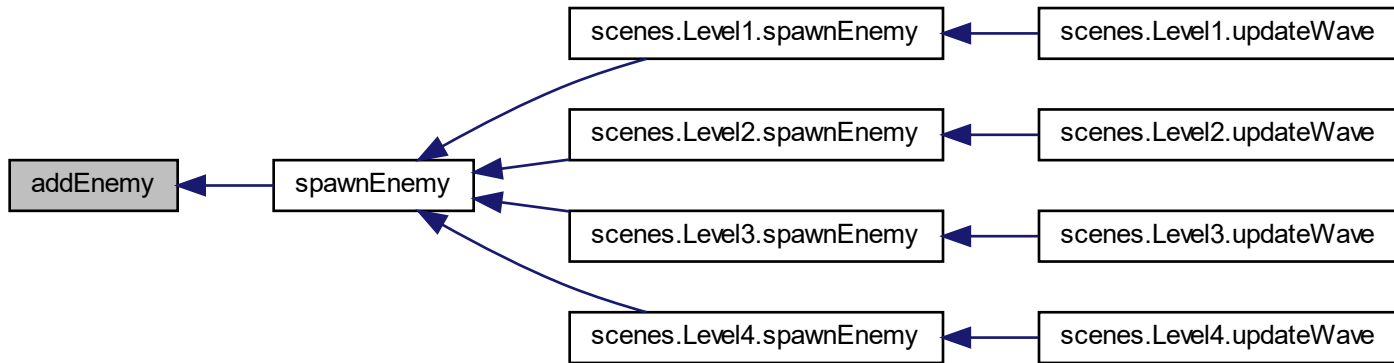 scenes.Level1.spawnEnemy
scenes.Level1.updateWave
scenes.Level2.spawnEnemy
scenes.Level2.updateWave
addEnemy
spawnEnemy
scenes.Level3.spawnEnemy
scenes.Level3.updateWave
scenes.Level4.spawnEnemy
scenes.Level4.updateWave